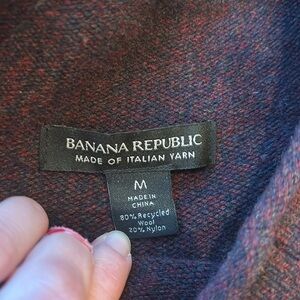 BANANA REPUBLIC
MADE OF ITALIAN YARN
M
MADE IN
CHINA
80% Recycled
Wool
20% Nylon